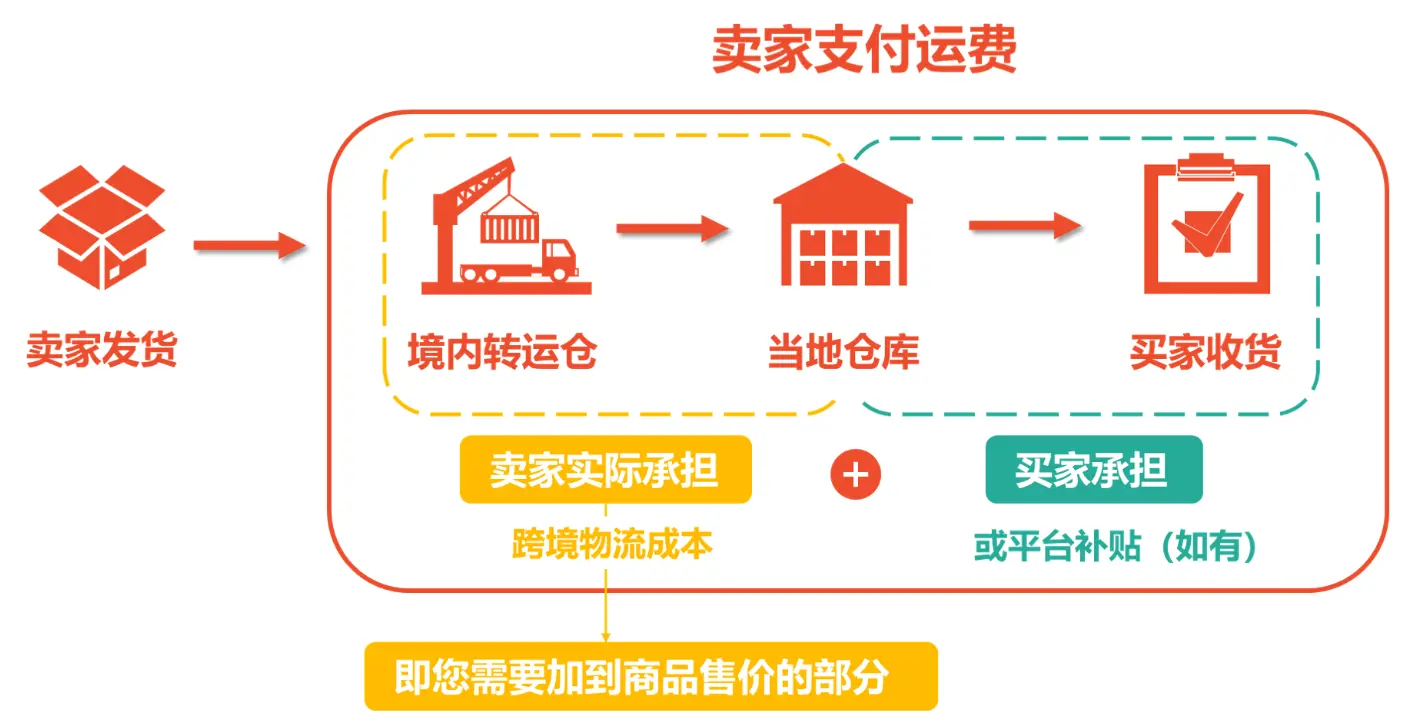 卖家支付运费
卖家发货
境内转运仓
当地仓库
买家收货
卖家实际承担
+
买家承担
跨境物流成本
或平台补贴（如有）
即您需要加到商品售价的部分